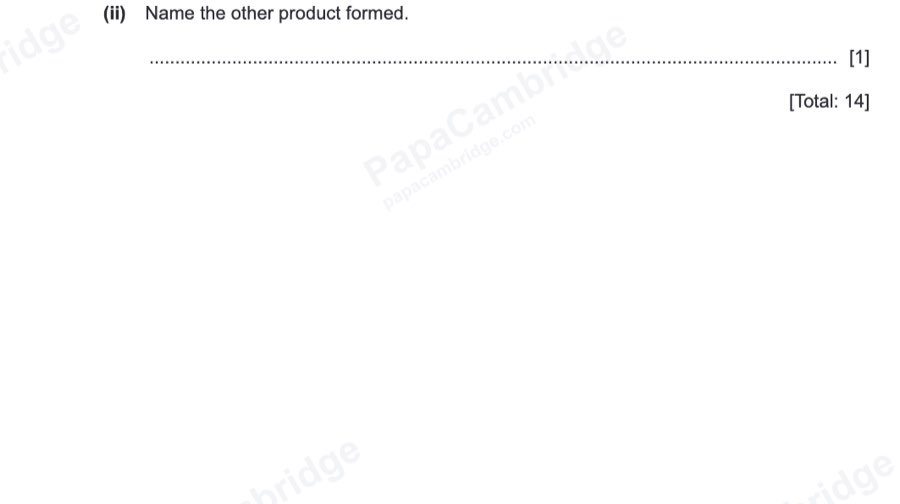 (ii) Name the other product formed.
.......................................................................................................................................... [1]
[Total: 14]
PapaCambridge
papacambridge.com
ridge
bridge
ridge